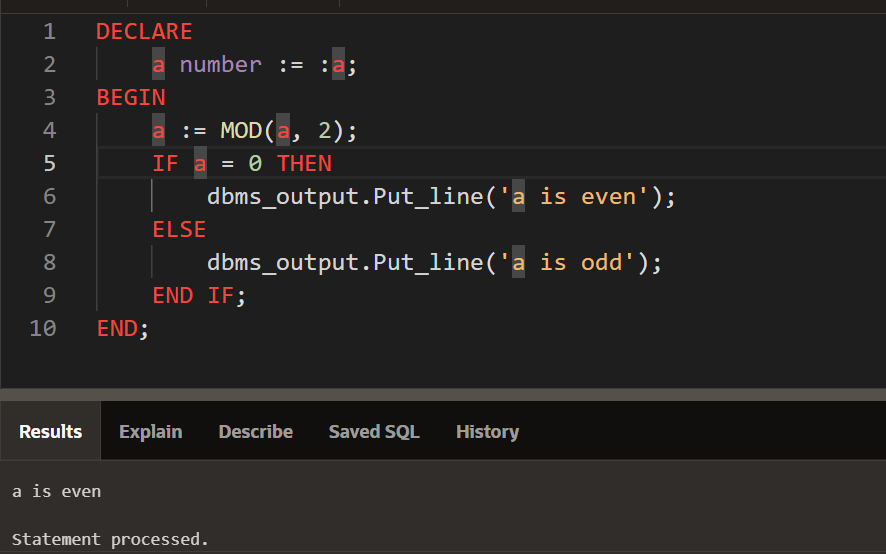 1 DECLARE
2 a number := :a;
3 BEGIN
4 a := MOD(a, 2);
5 IF a = 0 THEN
6 dbms_output.Put_line('a is even');
7 ELSE
8 dbms_output.Put_line('a is odd');
9 END IF;
10 END;
Results Explain Describe Saved SQL History
a is even
Statement processed.